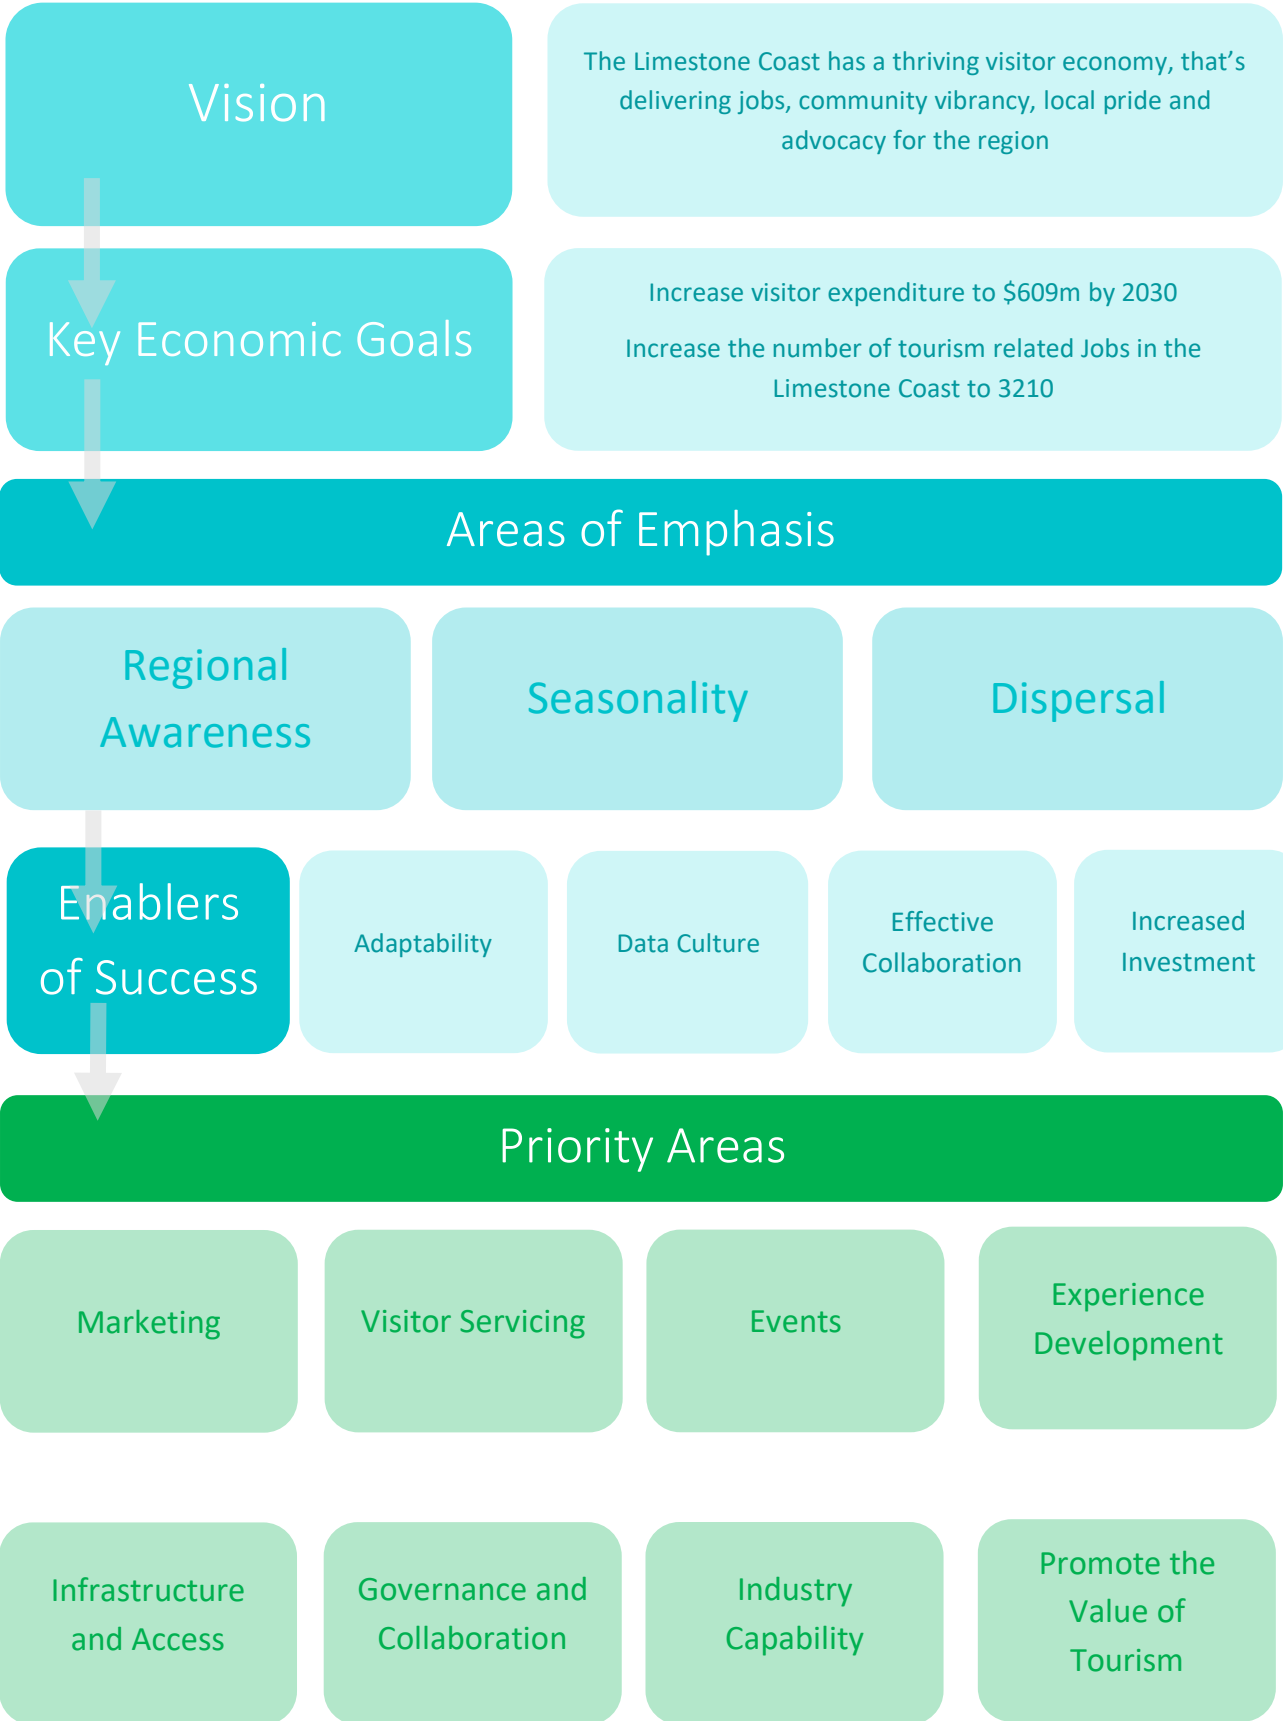 Vision
The Limestone Coast has a thriving visitor economy, that's
delivering jobs, community vibrancy, local pride and
advocacy for the region
Key Economic Goals
Increase visitor expenditure to $609m by 2030
Increase the number of tourism related Jobs in the
Limestone Coast to 3210
Areas of Emphasis
Regional
Awareness
Seasonality
Dispersal
Enablers
of Success
Adaptability
Data Culture
Effective
Collaboration
Increased
Investment
Priority Areas
Marketing
Visitor Servicing
Events
Experience
Development
Infrastructure
and Access
Governance and
Collaboration
Industry
Capability
Promote the
Value of
Tourism